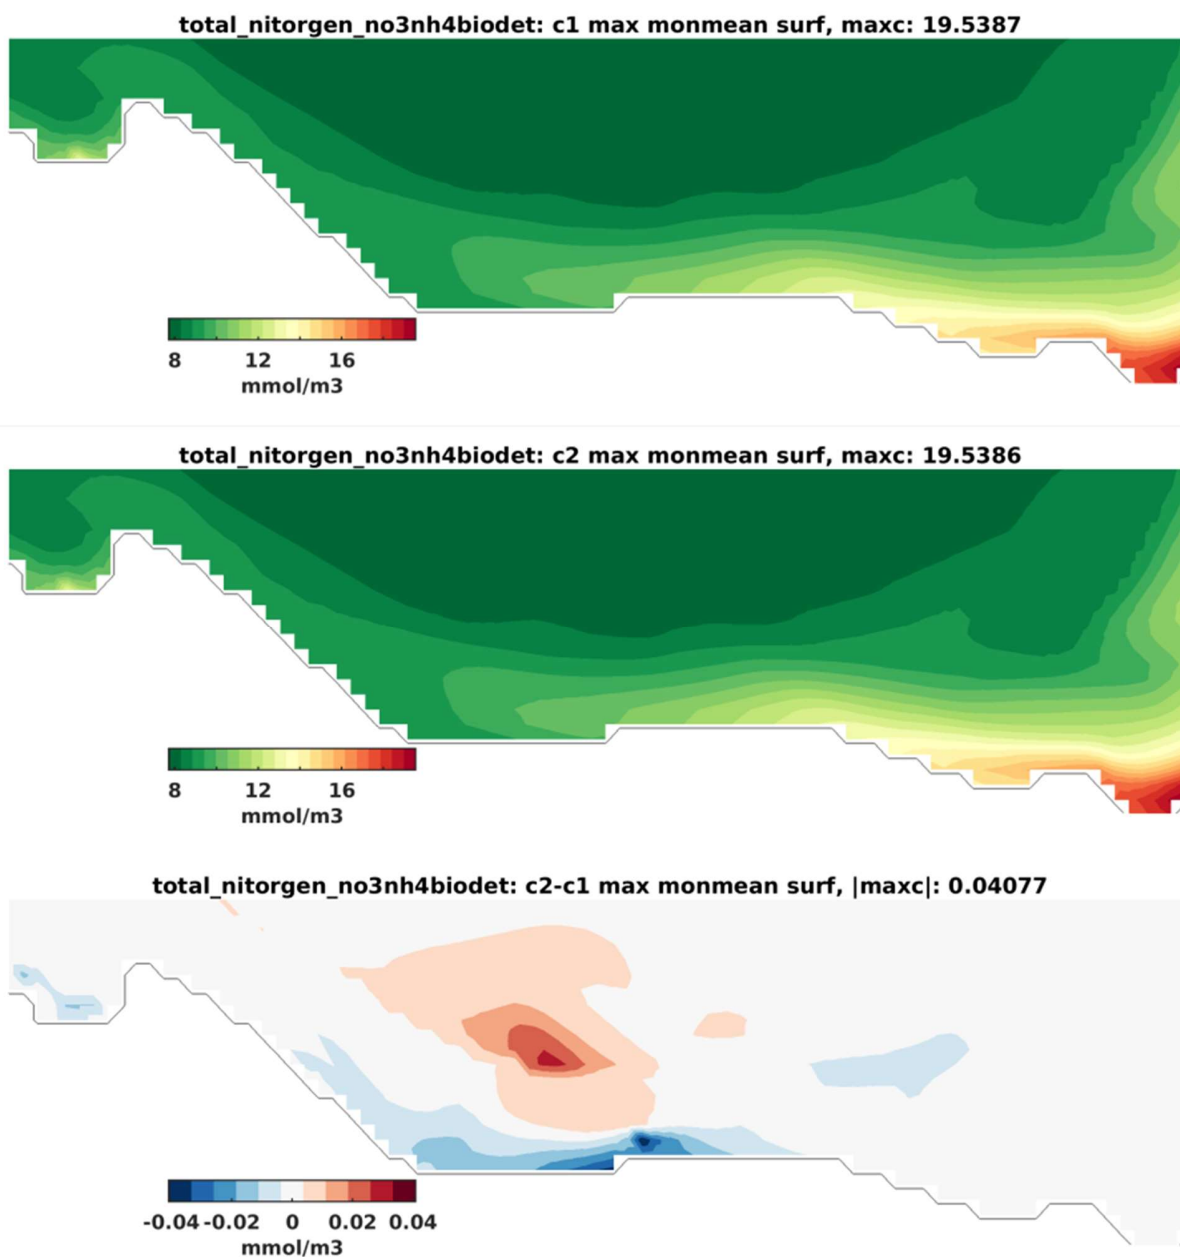 total_nitorgen_no3nh4biodet: c1 max monmean surf, maxc: 19.5387
8 12 16
mmol/m3
total_nitorgen_no3nh4biodet: c2 max monmean surf, maxc: 19.5386
8 12 16
mmol/m3
total_nitorgen_no3nh4biodet: c2-c1 max monmean surf, |maxc|: 0.04077
-0.04 -0.02 0 0.02 0.04
mmol/m3